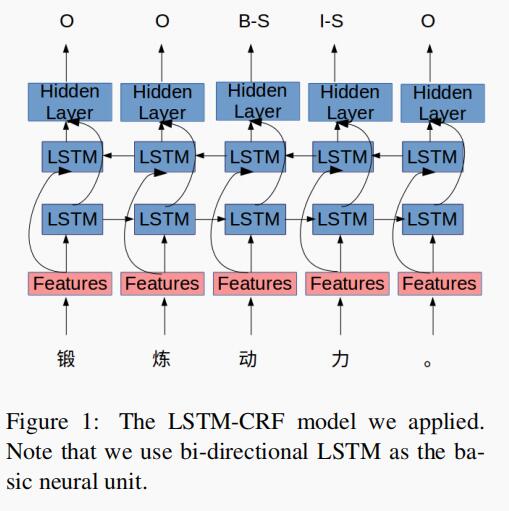 O O B-S I-S O
Hidden Layer Hidden Layer Hidden Layer Hidden Layer Hidden Layer
LSTM LSTM LSTM LSTM LSTM
LSTM LSTM LSTM LSTM LSTM
Features Features Features Features Features
锻 炼 动 力 。
Figure 1: The LSTM-CRF model we applied.
Note that we use bi-directional LSTM as the ba-
sic neural unit.